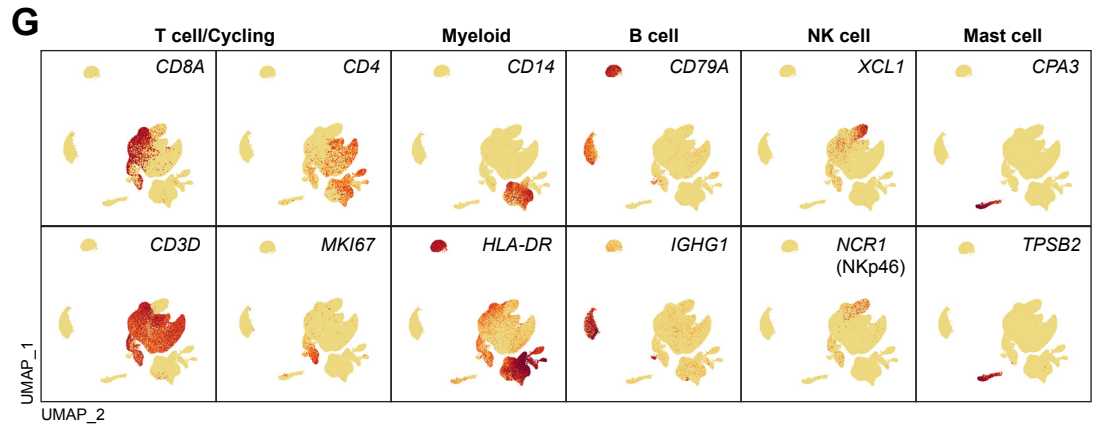 G
T cell/Cycling Myeloid B cell NK cell Mast cell
CD8A CD4 CD14 CD79A XCL1 CPA3
CD3D MKI67 HLA-DR IGHG1 NCR1 TPSB2
(NKp46)
UMAP_1
UMAP_2